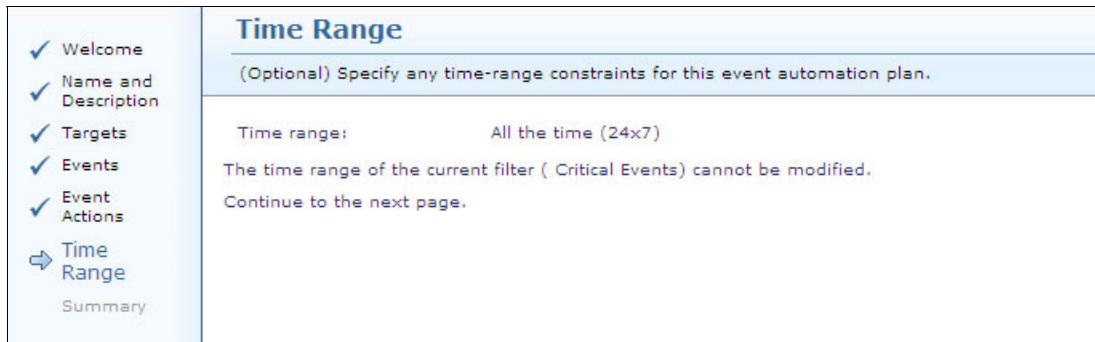 Welcome
Name and
Description
Targets
Events
Event
Actions
Time
Range
Summary
Time Range
(Optional) Specify any time-range constraints for this event automation plan.
Time range: All the time (24x7)
The time range of the current filter ( Critical Events) cannot be modified.
Continue to the next page.